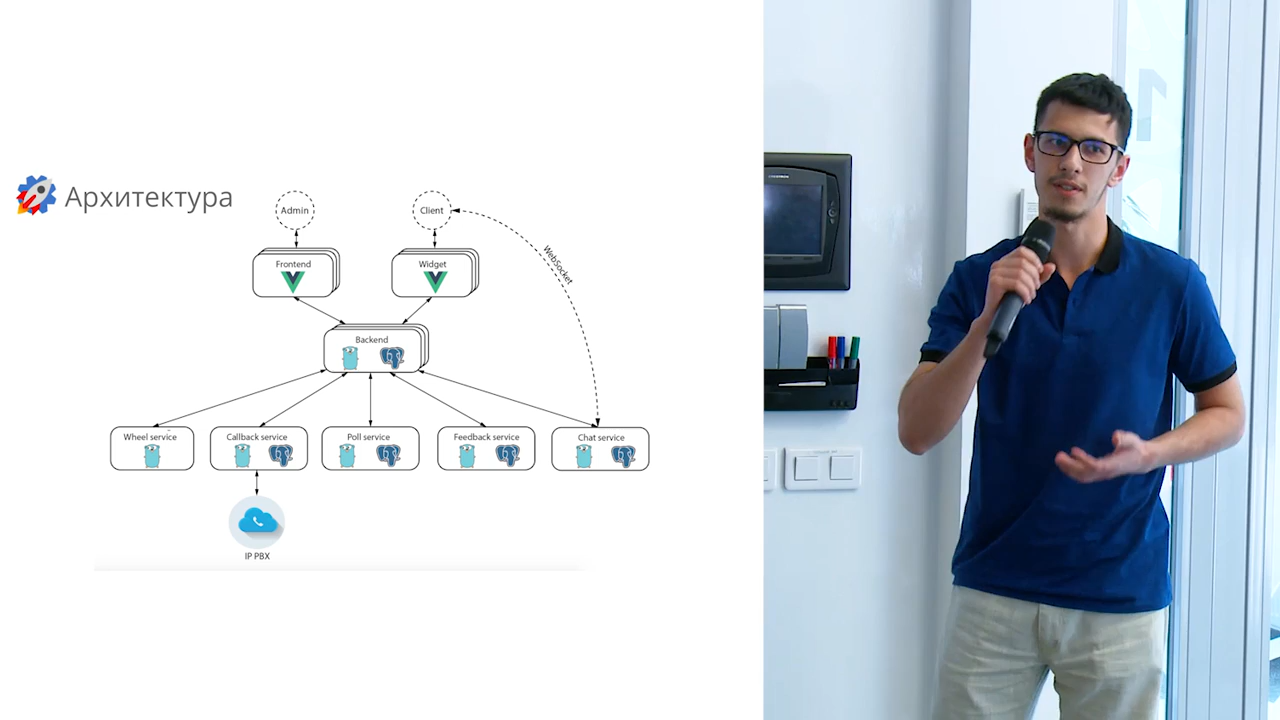 Архитектура
Admin
Client
WebSocket
Frontend
Widget
Backend
Wheel service
Callback service
Poll service
Feedback service
Chat service
IP PBX